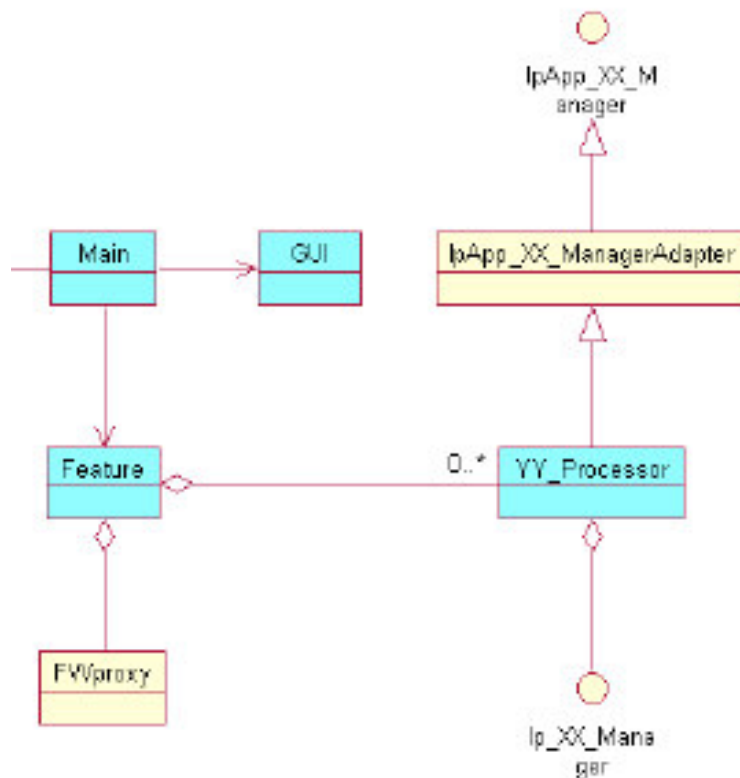 IpApp_XX_M
anager
Main
GUI
IpApp_XX_ManagerAdapter
Feature
0..*
YY_Processor
FWproxy
Ip_XX_Mana
ger